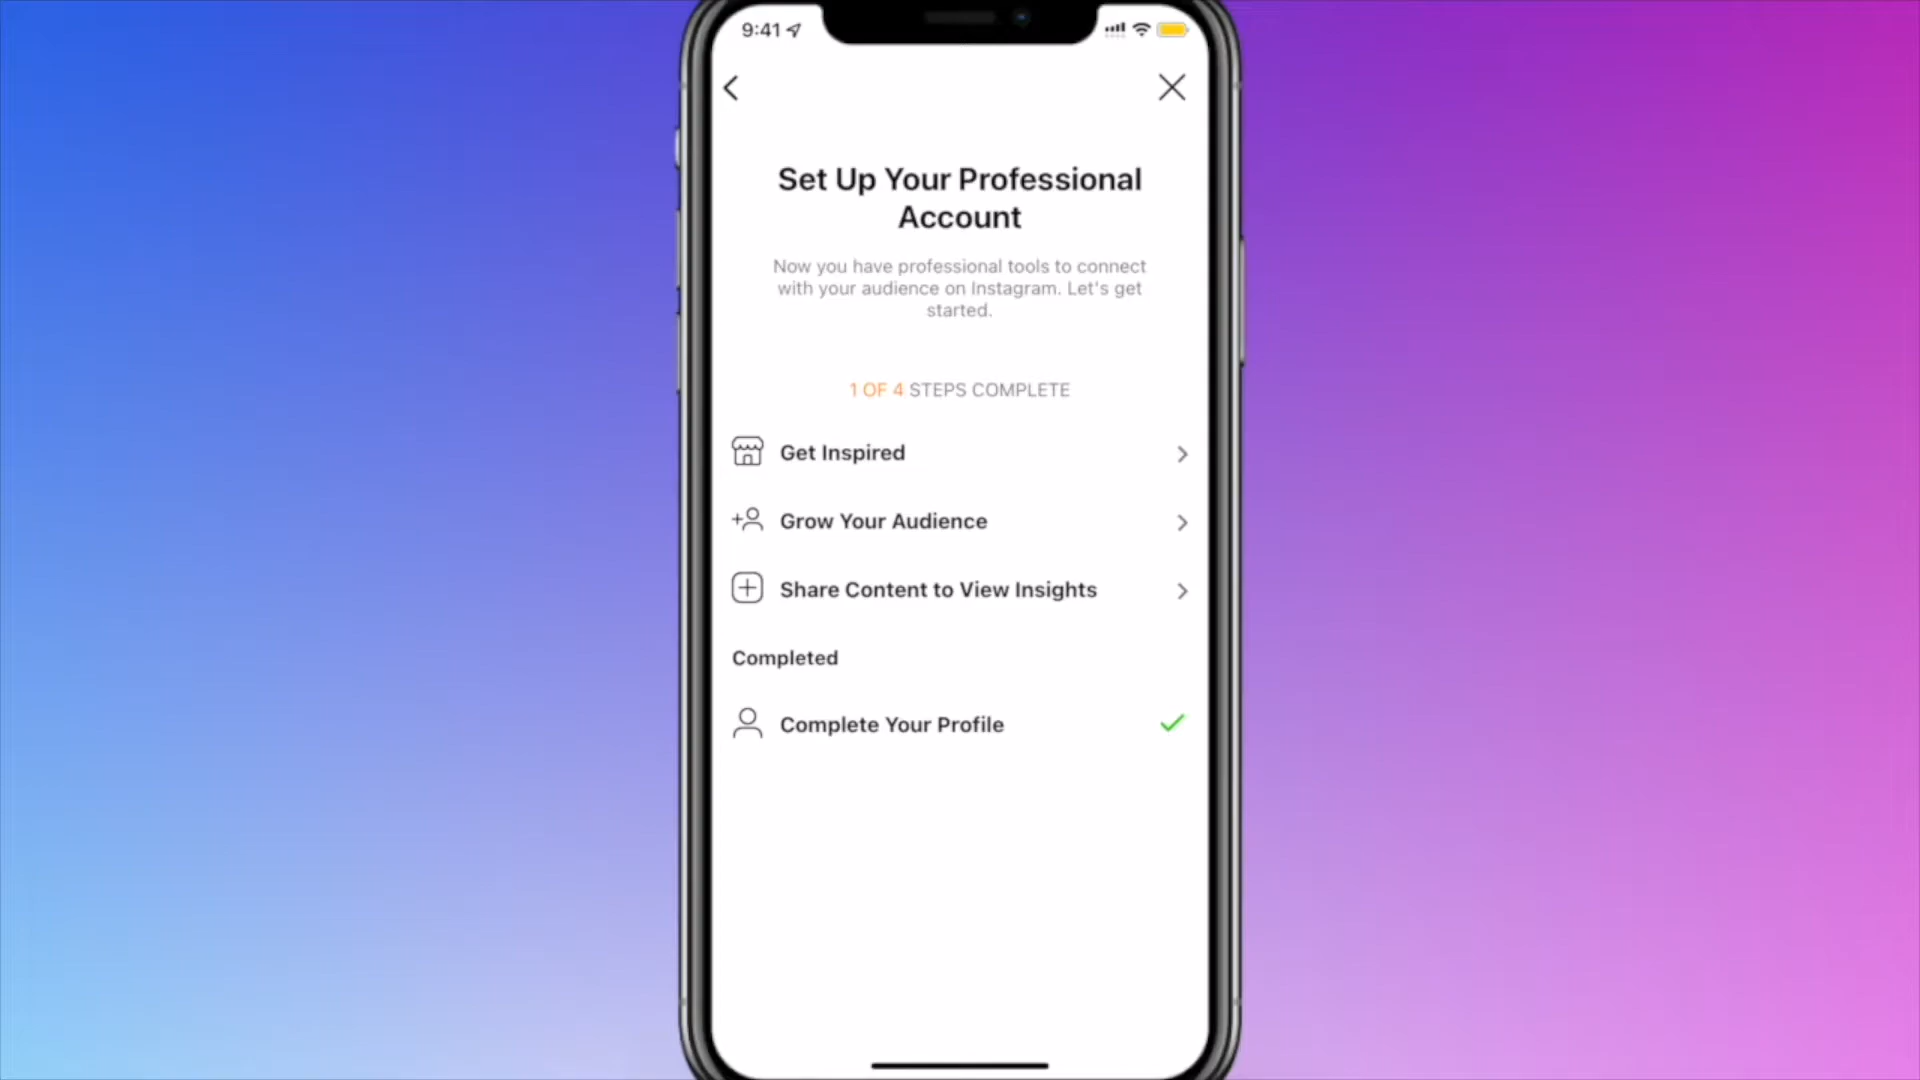 9:41
Set Up Your Professional
Account
Now you have professional tools to connect
with your audience on Instagram. Let's get
started.
1 OF 4 STEPS COMPLETE
Get Inspired
Grow Your Audience
Share Content to View Insights
Completed
Complete Your Profile